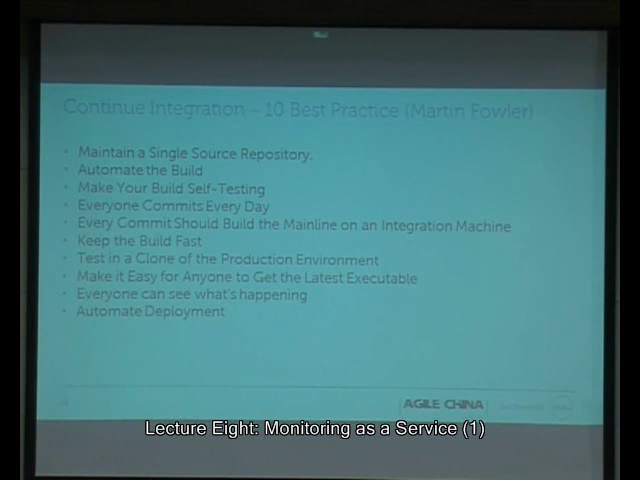 Continue Integration – 10 Best Practice (Martin Fowler)
• Maintain a Single Source Repository.
• Automate the Build
• Make Your Build Self-Testing
• Everyone Commits Every Day
• Every Commit Should Build the Mainline on an Integration Machine
• Keep the Build Fast
• Test in a Clone of the Production Environment
• Make it Easy for Anyone to Get the Latest Executable
• Everyone can see what's happening
• Automate Deployment
AGILE CHINA
Lecture Eight: Monitoring as a Service (1)